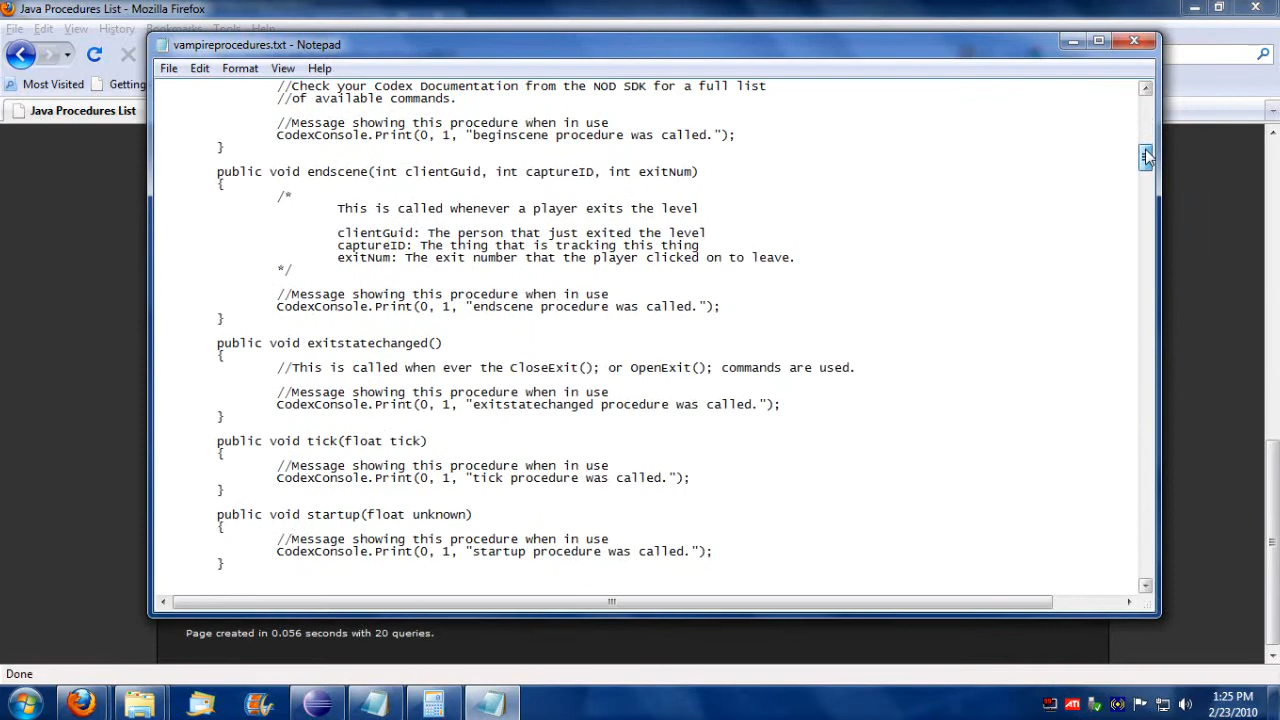 Java Procedures List - Mozilla Firefox
File Edit View History Bookmarks Tools Help
vampireprocedures.txt - Notepad
File Edit Format View Help
Most Visited Getting
Java Procedures List
//Check your Codex Documentation from the NOD SDK for a full list
//of available commands.
//Message showing this procedure when in use
CodexConsole.Print(0, 1, "beginscene procedure was called.");
}
public void endscene(int clientGuid, int captureID, int exitNum)
{
/*
This is called whenever a player exits the level
clientGuid: The person that just exited the level
captureID: The thing that is tracking this thing
exitNum: The exit number that the player clicked on to leave.
*/
//Message showing this procedure when in use
CodexConsole.Print(0, 1, "endscene procedure was called.");
}
public void exitstatechanged()
{
//This is called when ever the CloseExit(); or OpenExit(); commands are used.
//Message showing this procedure when in use
CodexConsole.Print(0, 1, "exitstatechanged procedure was called.");
}
public void tick(float tick)
{
//Message showing this procedure when in use
CodexConsole.Print(0, 1, "tick procedure was called.");
}
public void startup(float unknown)
{
//Message showing this procedure when in use
CodexConsole.Print(0, 1, "startup procedure was called.");
}
Page created in 0.056 seconds with 20 queries.
Done
ATI
1:25 PM
2/23/2010